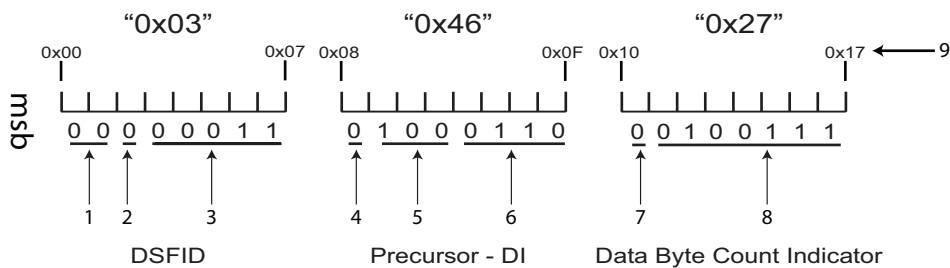 “0x03” “0x46” “0x27”
0x00 0x07 0x08 0x0F 0x10 0x17 9
msb
0 0 0 0 0 0 1 1 0 1 0 0 0 1 1 0 0 0 1 0 0 1 1 1
1 2 3 4 5 6 7 8
DSFID Precursor - DI Data Byte Count Indicator